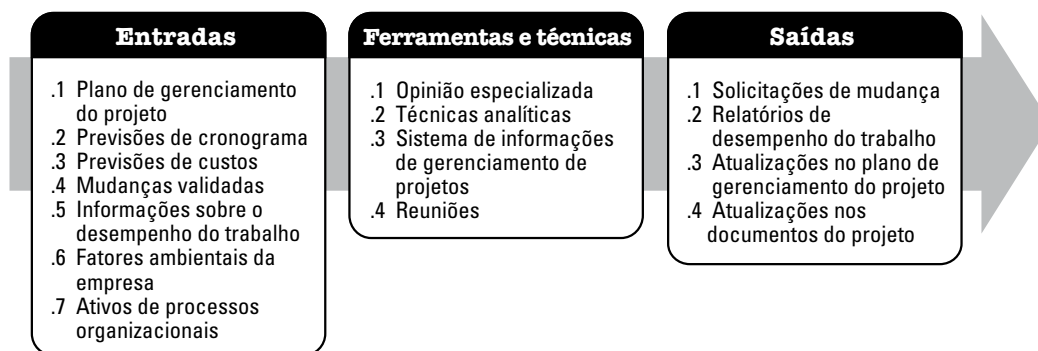 Entradas
.1 Plano de gerenciamento
do projeto
.2 Previsões de cronograma
.3 Previsões de custos
.4 Mudanças validadas
.5 Informações sobre o
desempenho do trabalho
.6 Fatores ambientais da
empresa
.7 Ativos de processos
organizacionais
Ferramentas e técnicas
.1 Opinião especializada
.2 Técnicas analíticas
.3 Sistema de informações
de gerenciamento de
projetos
.4 Reuniões
Saídas
.1 Solicitações de mudança
.2 Relatórios de
desempenho do trabalho
.3 Atualizações no plano de
gerenciamento do projeto
.4 Atualizações nos
documentos do projeto